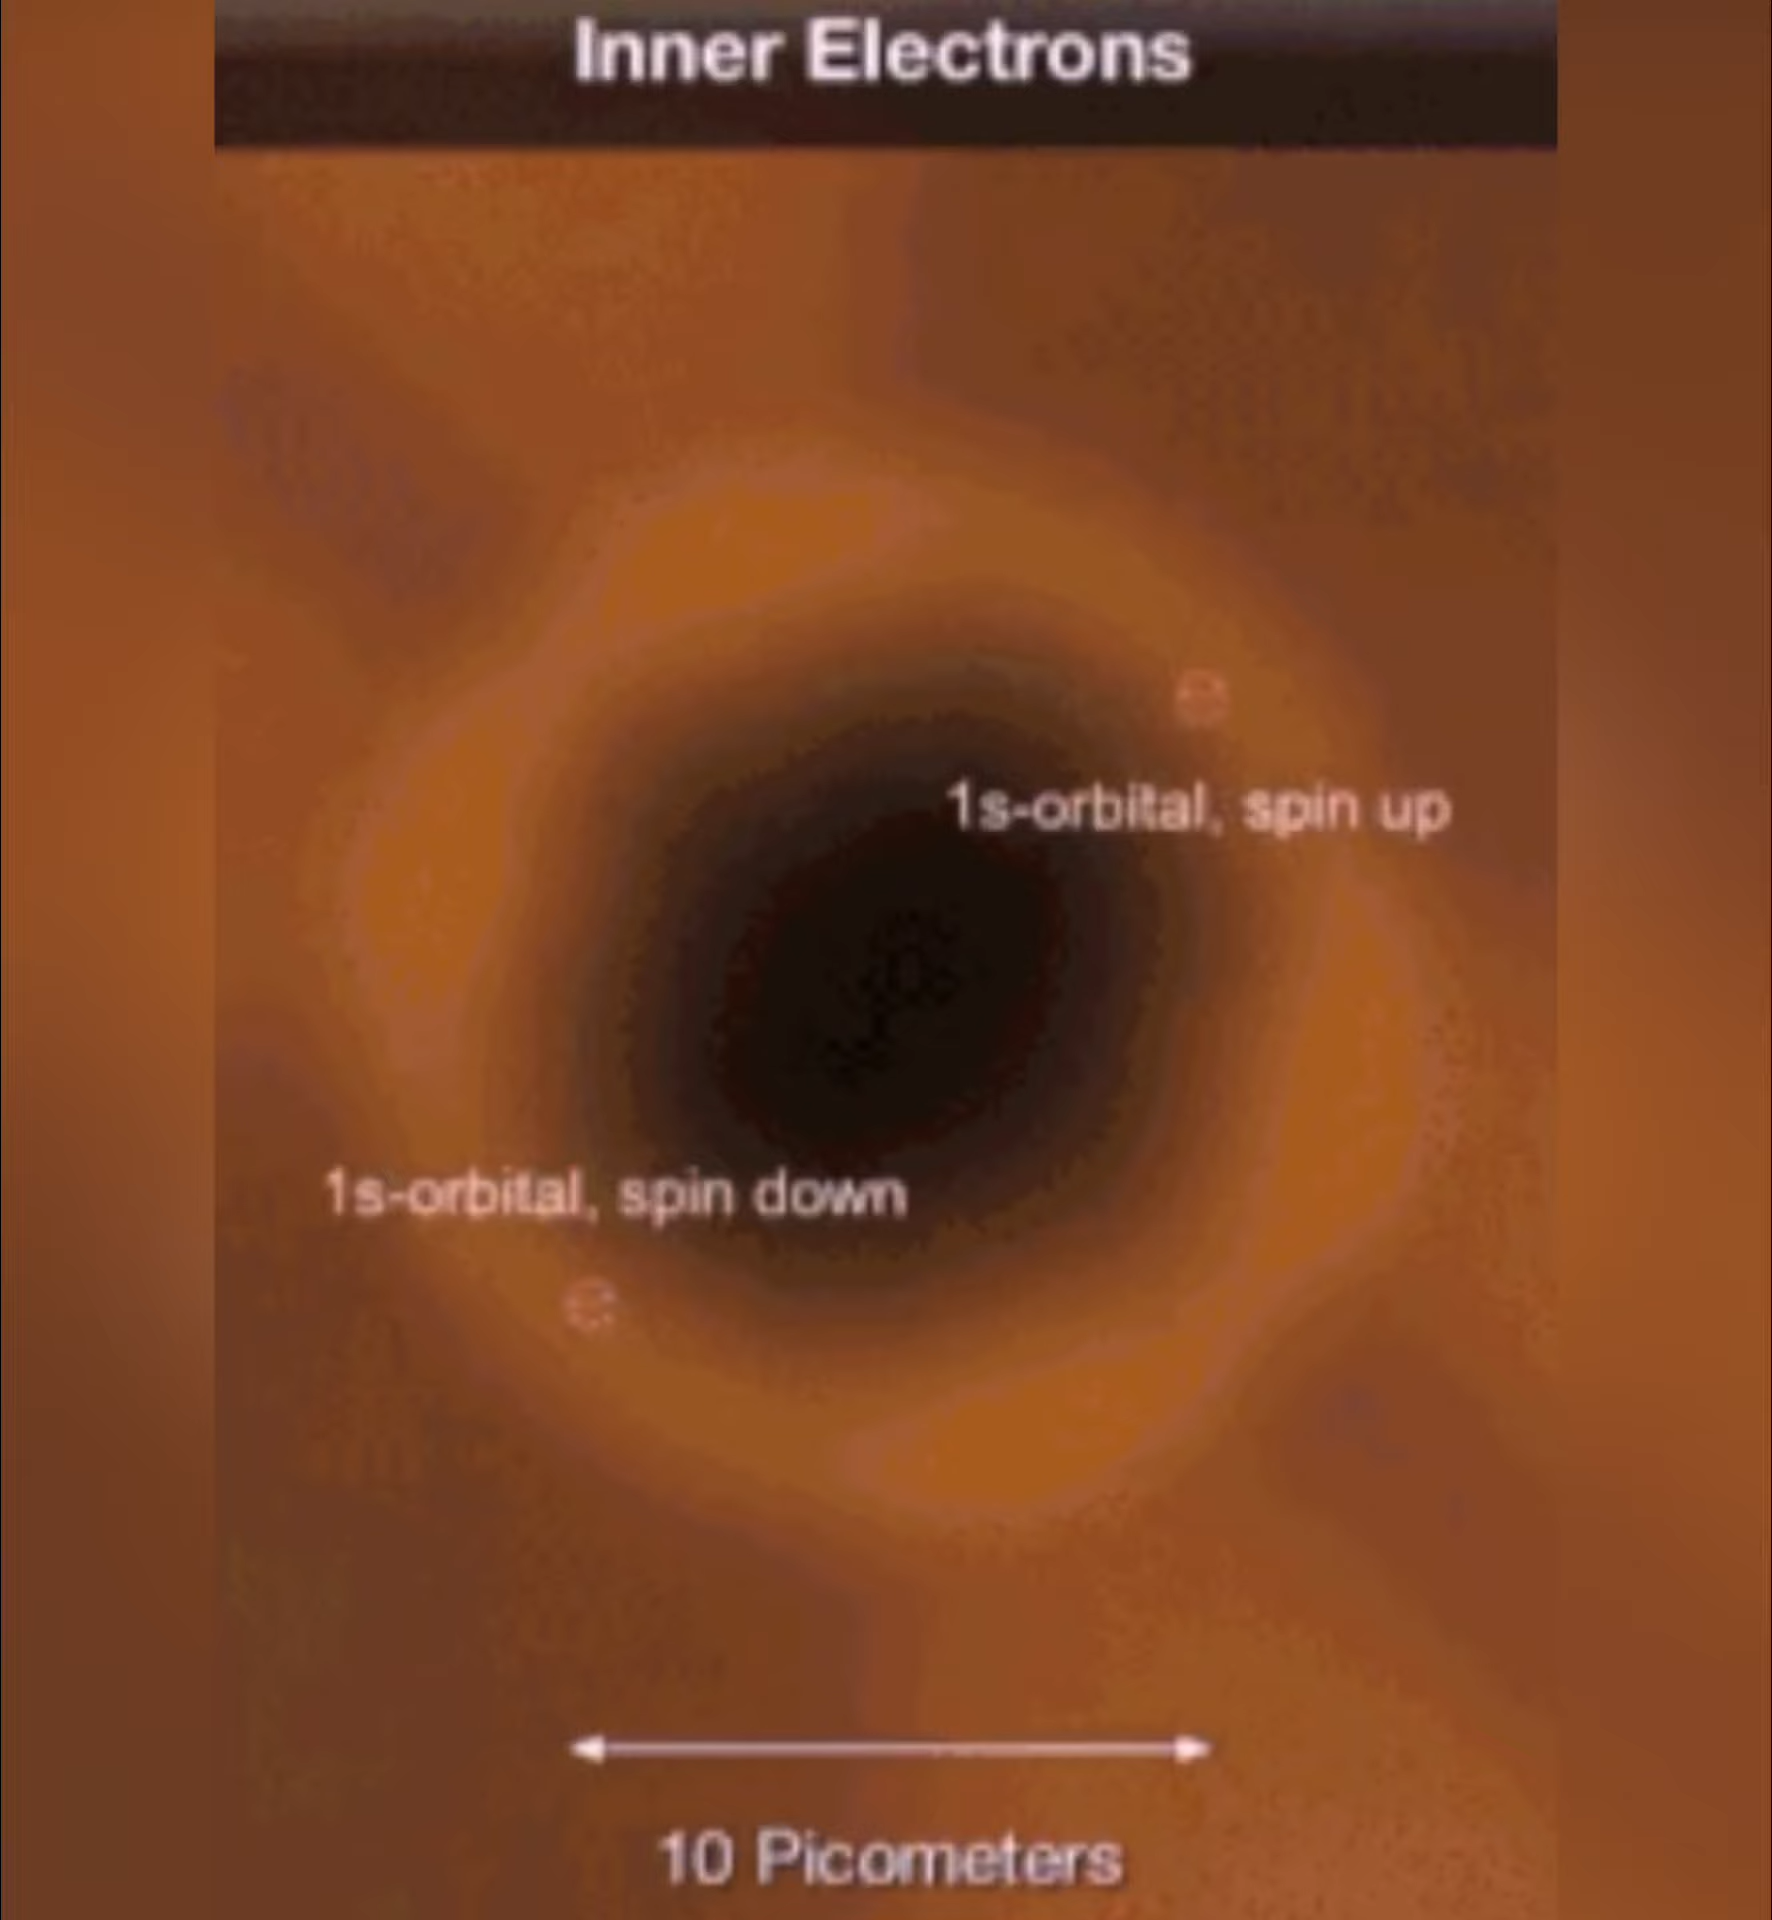 Inner Electrons
1s-orbital, spin up
1s-orbital, spin down
10 Picometers